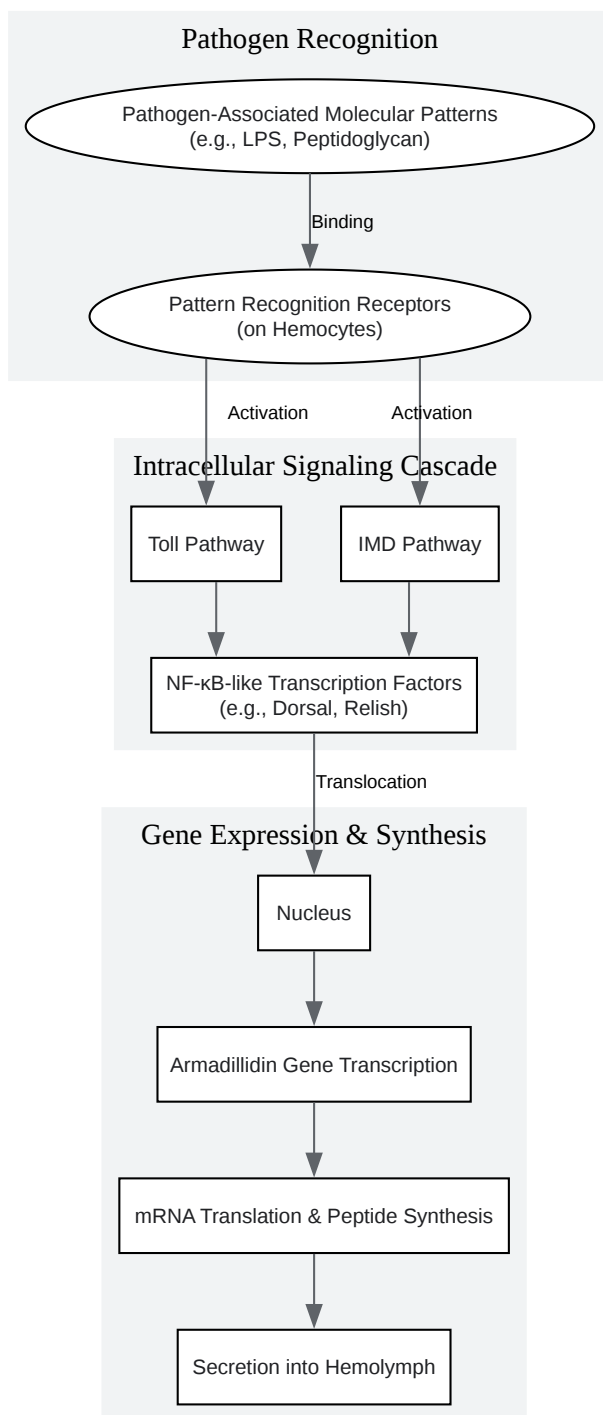 Pathogen Recognition
Pathogen-Associated Molecular Patterns
(e.g., LPS, Peptidoglycan)
Binding
Pattern Recognition Receptors
(on Hemocytes)
Activation
Activation
Intracellular Signaling Cascade
Toll Pathway
IMD Pathway
NF-κB-like Transcription Factors
(e.g., Dorsal, Relish)
Translocation
Gene Expression & Synthesis
Nucleus
Armadillidin Gene Transcription
mRNA Translation & Peptide Synthesis
Secretion into Hemolymph